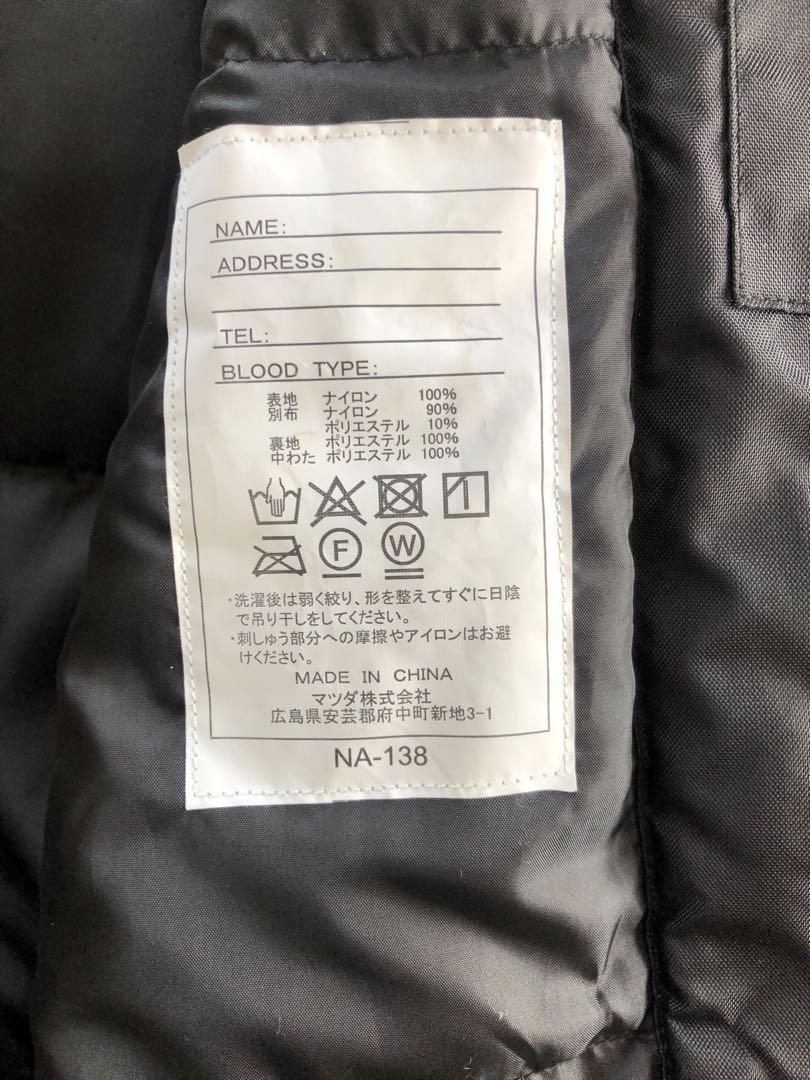 NAME:
ADDRESS:
TEL:
BLOOD TYPE:
表地 ナイロン 100%
別布 ナイロン 90%
ポリエステル 10%
裏地 ポリエステル 100%
中わた ポリエステル 100%
F W
・洗濯後は弱く絞り、形を整えてすぐに日陰
で吊り干しをしてください。
・刺しゅう部分への摩擦やアイロンはお避
けください。
MADE IN CHINA
マツダ株式会社
広島県安芸郡府中町新地3-1
NA-138